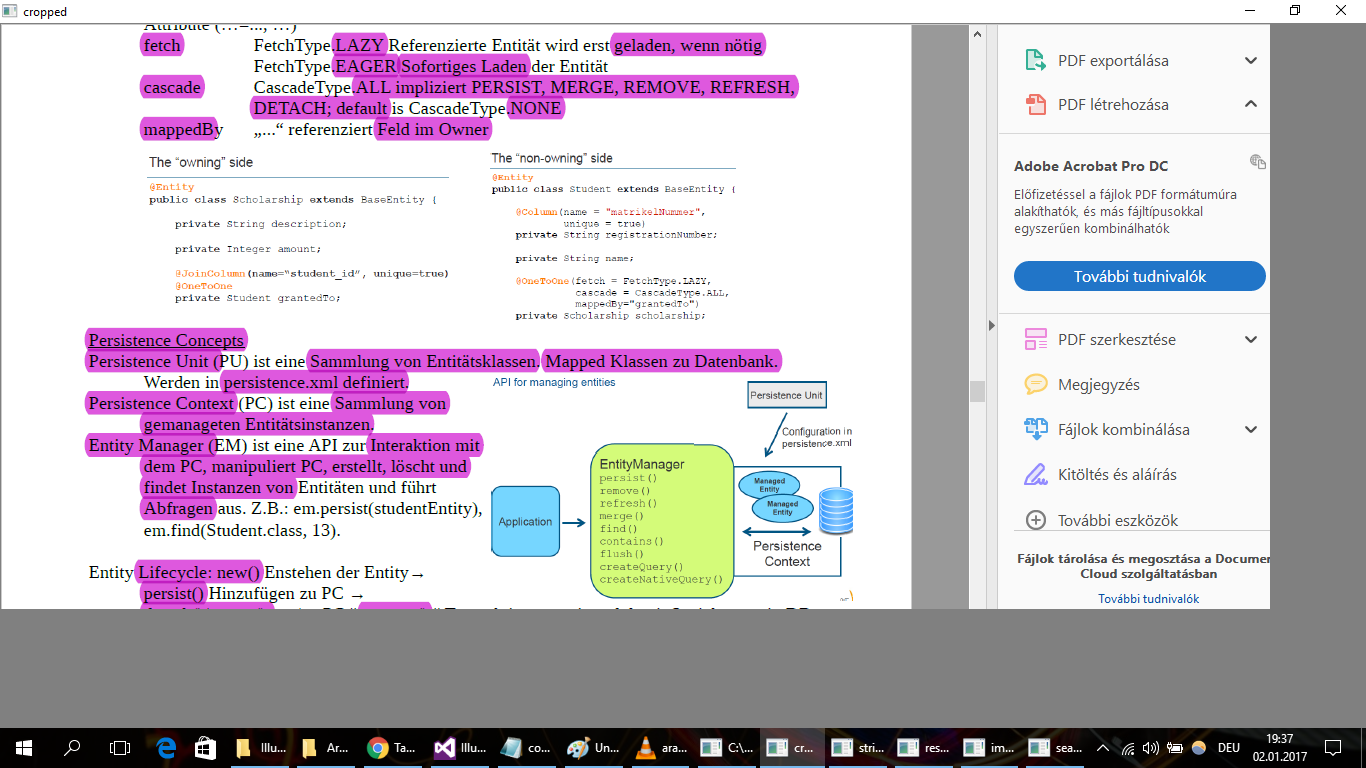 cropped
Attribute (…=..., …)
fetch FetchType.LAZY Referenzierte Entität wird erst geladen, wenn nötig
FetchType.EAGER Sofortiges Laden der Entität
cascade CascadeType.ALL impliziert PERSIST, MERGE, REMOVE, REFRESH,
DETACH; default is CascadeType.NONE
mappedBy „...“ referenziert Feld im Owner
The “owning” side
@Entity
public class Scholarship extends BaseEntity {
private String description;
private Integer amount;
@JoinColumn(name=“student_id”, unique=true)
@OneToOne
private Student grantedTo;
The “non-owning” side
@Entity
public class Student extends BaseEntity {
@Column(name = "matrikelNummer",
unique = true)
private String registrationNumber;
private String name;
@OneToOne(fetch = FetchType.LAZY,
cascade = CascadeType.ALL,
mappedBy="grantedTo")
private Scholarship scholarship;
Persistence Concepts
Persistence Unit (PU) ist eine Sammlung von Entitätsklassen. Mapped Klassen zu Datenbank.
Werden in persistence.xml definiert.
Persistence Context (PC) ist eine Sammlung von
gemanageten Entitätsinstanzen.
Entity Manager (EM) ist eine API zur Interaktion mit
dem PC, manipuliert PC, erstellt, löscht und
findet Instanzen von Entitäten und führt
Abfragen aus. Z.B.: em.persist(studentEntity),
em.find(Student.class, 13).
Entity Lifecycle: new() Enstehen der Entity→
persist() Hinzufügen zu PC →
API for managing entities
Persistence Unit
Configuration in
persistence.xml
Application
EntityManager
persist()
remove()
refresh()
merge()
find()
contains()
flush()
createQuery()
createNativeQuery()
Managed
Entity
Managed
Entity
Persistence
Context
PDF exportálása
PDF létrehozása
Adobe Acrobat Pro DC
Előfizetéssel a fájlok PDF formátumúra
alakíthatók, és más fájltípusokkal
egyszerűen kombinálhatók
További tudnivalók
PDF szerkesztése
Megjegyzés
Fájlok kombinálása
Kitöltés és aláírás
További eszközök
Fájlok tárolása és megosztása a Documen
Cloud szolgáltatásban
További tudnivalók
Illu... Ar... Ta... Illu... co... Un... ara... C:\... cr... stri... res... im... sea... DEU 19:37
02.01.2017